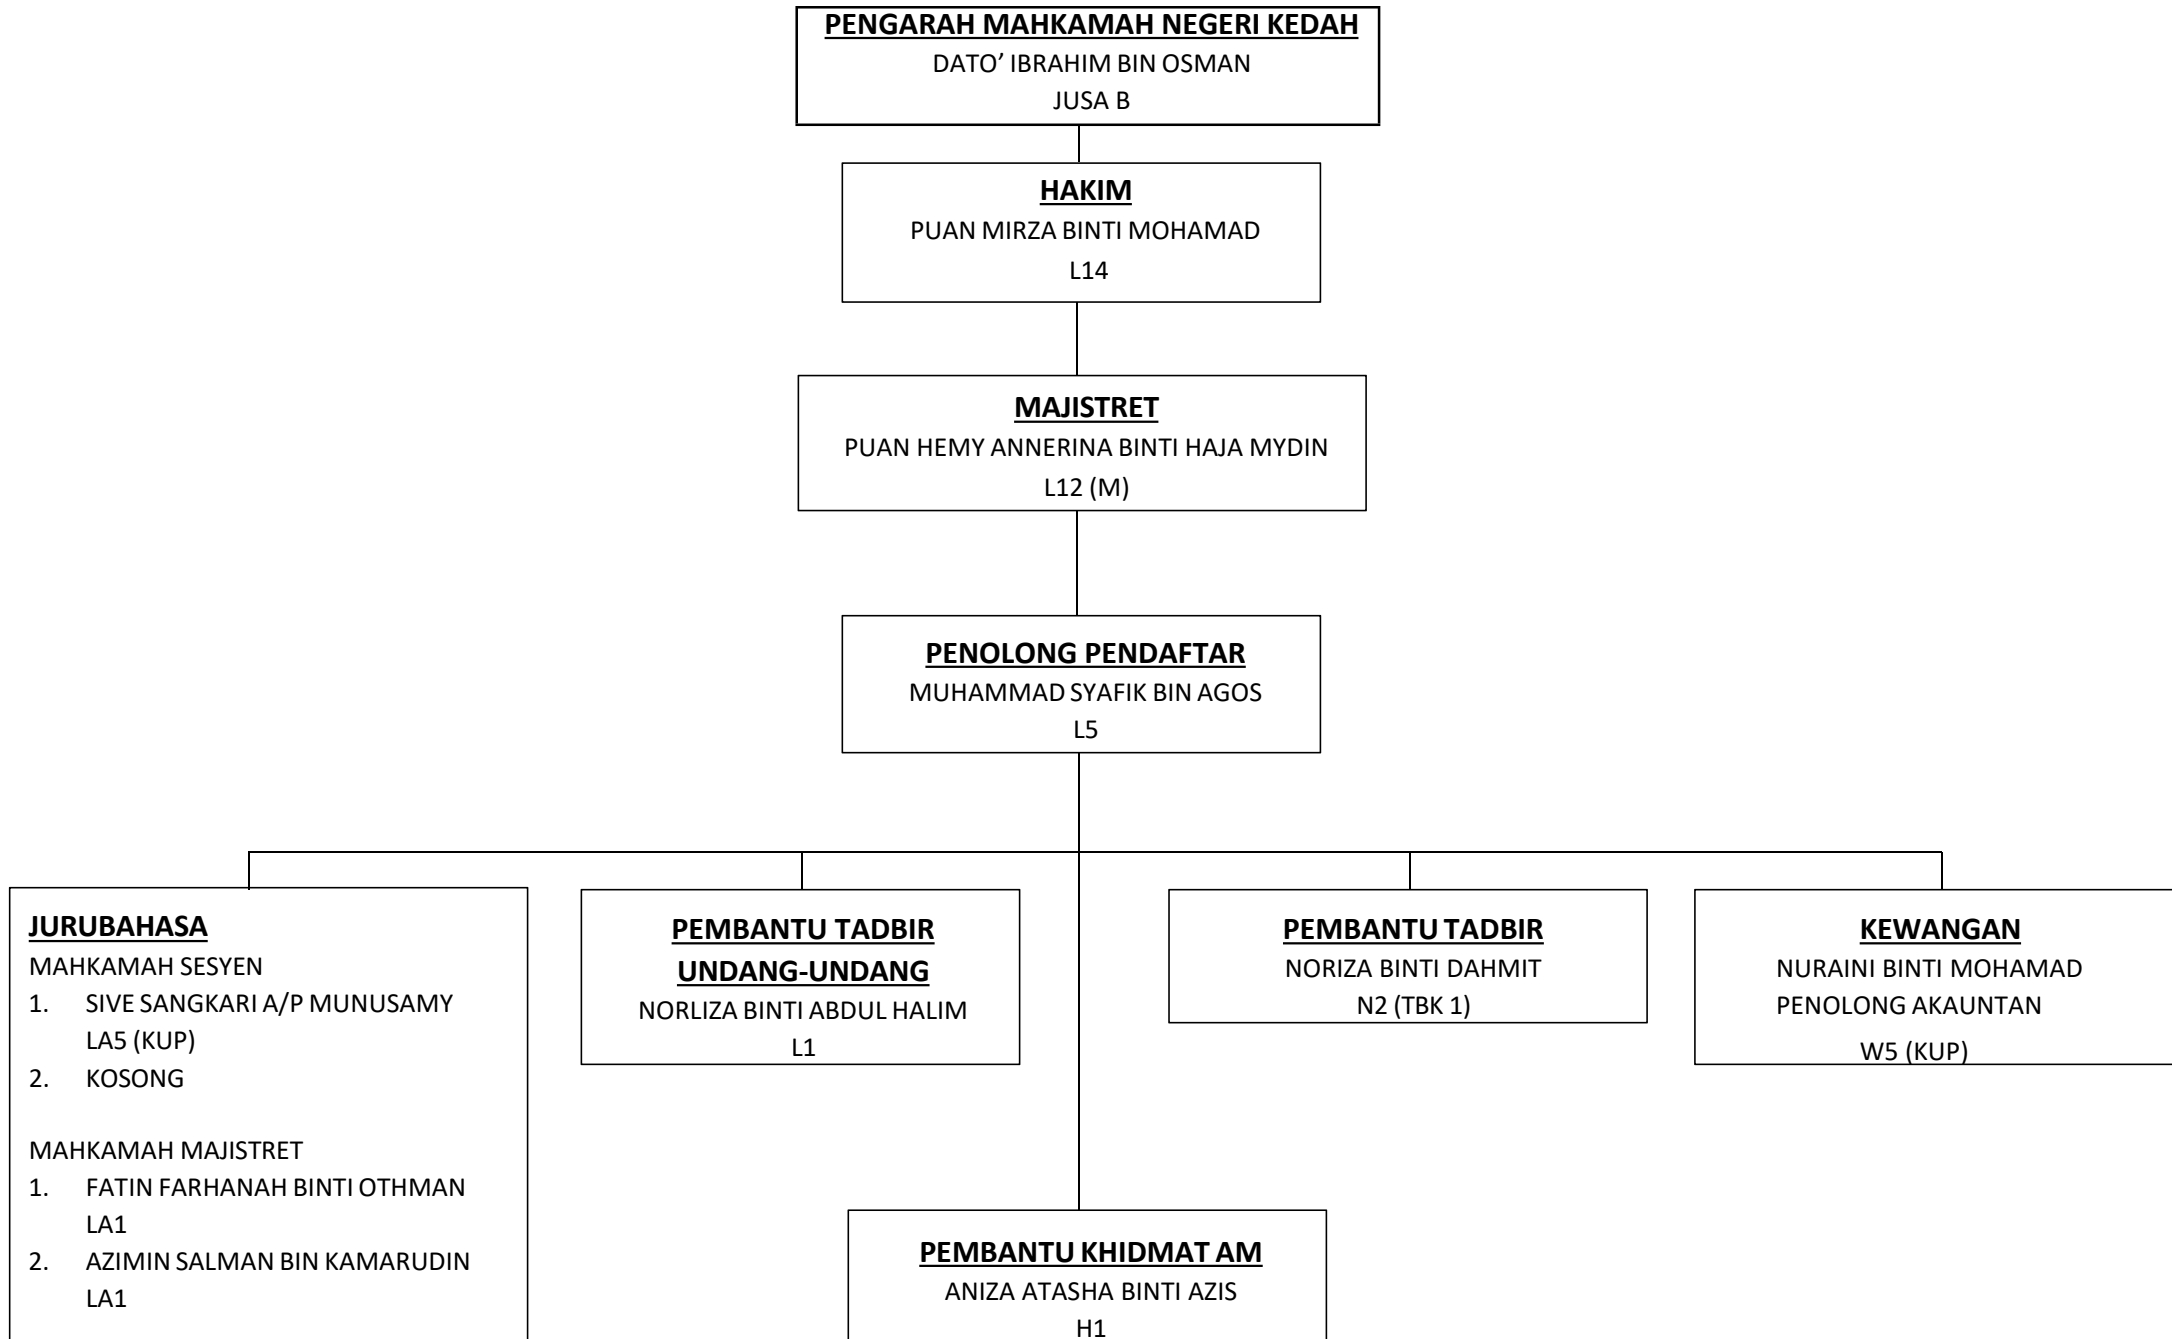 PENGARAH MAHKAMAH NEGERI KEDAH
DATO’ IBRAHIM BIN OSMAN
JUSA B
HAKIM
PUAN MIRZA BINTI MOHAMAD
L14
MAJISTRET
PUAN HEMY ANNERINA BINTI HAJA MYDIN
L12 (M)
PENOLONG PENDAFTAR
MUHAMMAD SYAFIK BIN AGOS
L5
JURUBAHASA
MAHKAMAH SESYEN
1. SIVE SANGKARI A/P MUNUSAMY
LA5 (KUP)
2. KOSONG
MAHKAMAH MAJISTRET
1. FATIN FARHANAH BINTI OTHMAN
LA1
2. AZIMIN SALMAN BIN KAMARUDIN
LA1
PEMBANTU TADBIR
UNDANG-UNDANG
NORLIZA BINTI ABDUL HALIM
L1
PEMBANTU KHIDMAT AM
ANIZA ATASHA BINTI AZIS
H1
PEMBANTU TADBIR
NORIZA BINTI DAHMIT
N2 (TBK 1)
KEWANGAN
NURAINI BINTI MOHAMAD
PENOLONG AKAUNTAN
W5 (KUP)